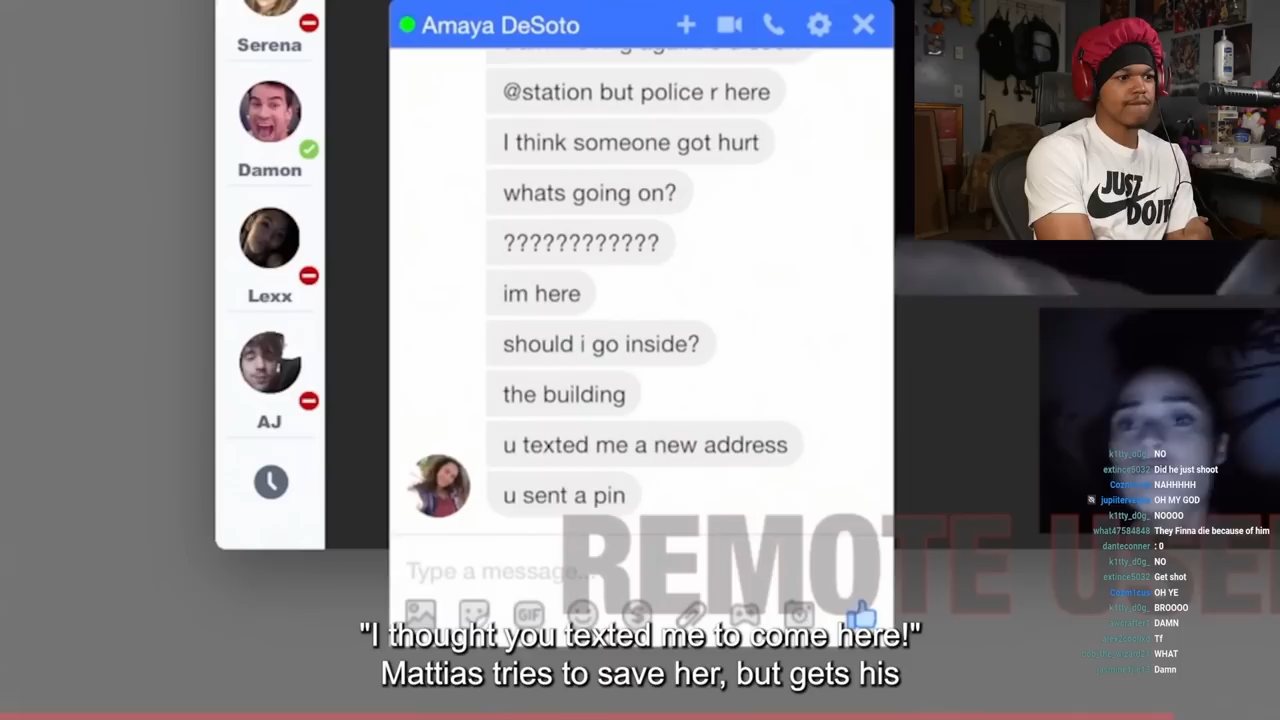 Serena
Damon
Lexx
AJ
Amaya DeSoto
@station but police r here
I think someone got hurt
whats going on?
????????????
im here
should i go inside?
the building
u texted me a new address
u sent a pin
Type a message...
GIF
REMOTE USE
"I thought you texted me to come here!"
Mattias tries to save her, but gets his
JUST
DO IT
k1tty_d0g_ NO
extince5032 Did he just shoot
NAHHHHH
OH MY GOD
k1tty_d0g_ NOOOO
what47584848 They Finna die because of him
danteconner : 0
k1tty_d0g_ NO
extince5032 Get shot
OH YE
k1tty_d0g_ BROOOO
DAMN
Tf
WHAT
Damn